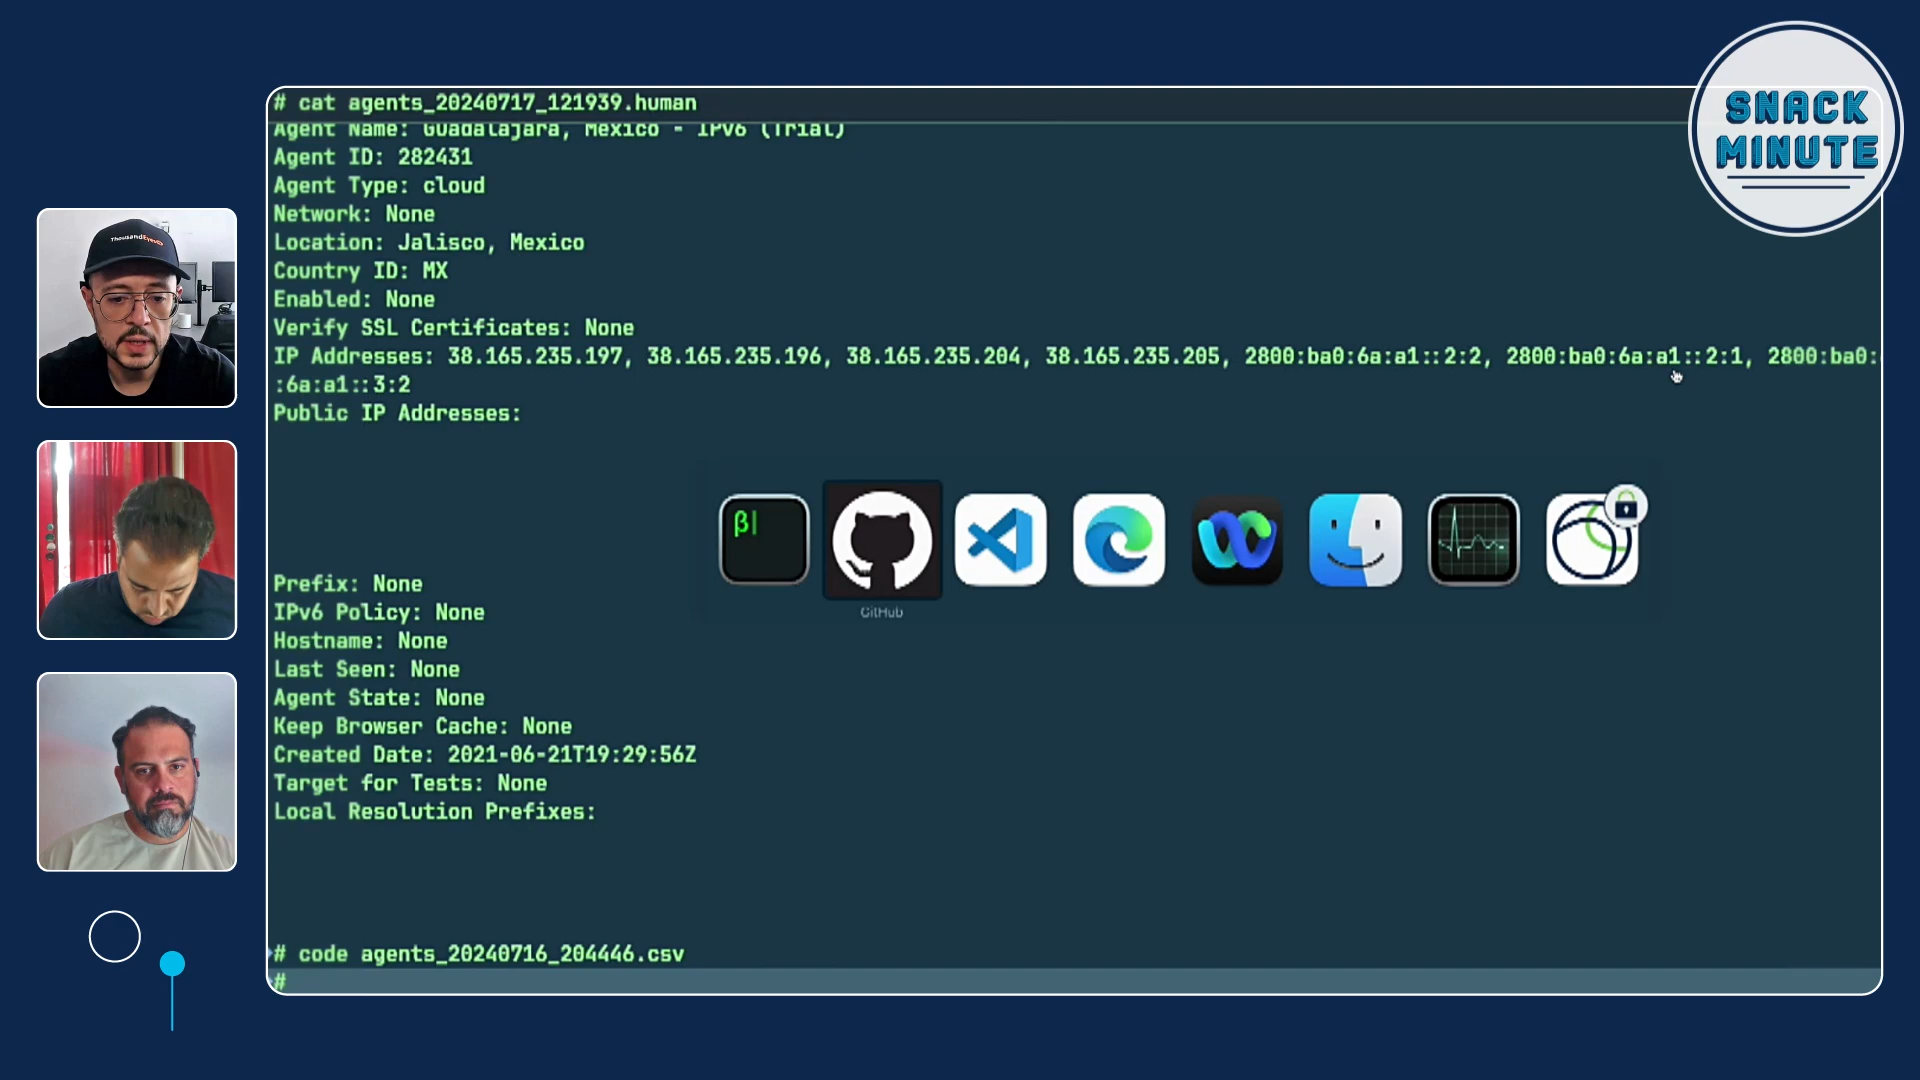 SNACK
MINUTE
# cat agents_20240717_121939.human
Agent Name: Guadalajara, Mexico - IPv6 (Trial)
Agent ID: 282431
Agent Type: cloud
Network: None
Location: Jalisco, Mexico
Country ID: MX
Enabled: None
Verify SSL Certificates: None
IP Addresses: 38.165.235.197, 38.165.235.196, 38.165.235.204, 38.165.235.205, 2800:ba0:6a:a1::2:2, 2800:ba0:6a:a1::2:1, 2800:ba0:
:6a:a1::3:2
Public IP Addresses:
β|
GitHub
Prefix: None
IPv6 Policy: None
Hostname: None
Last Seen: None
Agent State: None
Keep Browser Cache: None
Created Date: 2021-06-21T19:29:56Z
Target for Tests: None
Local Resolution Prefixes:
# code agents_20240716_204446.csv
#
ThousandEyes